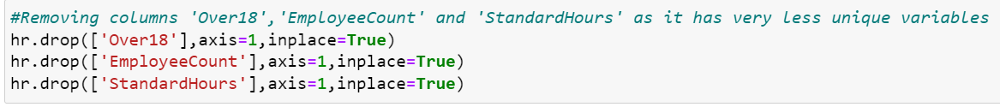 #Removing columns 'Over18','EmployeeCount' and 'StandardHours' as it has very less unique variables
hr.drop(['Over18'],axis=1,inplace=True)
hr.drop(['EmployeeCount'],axis=1,inplace=True)
hr.drop(['StandardHours'],axis=1,inplace=True)